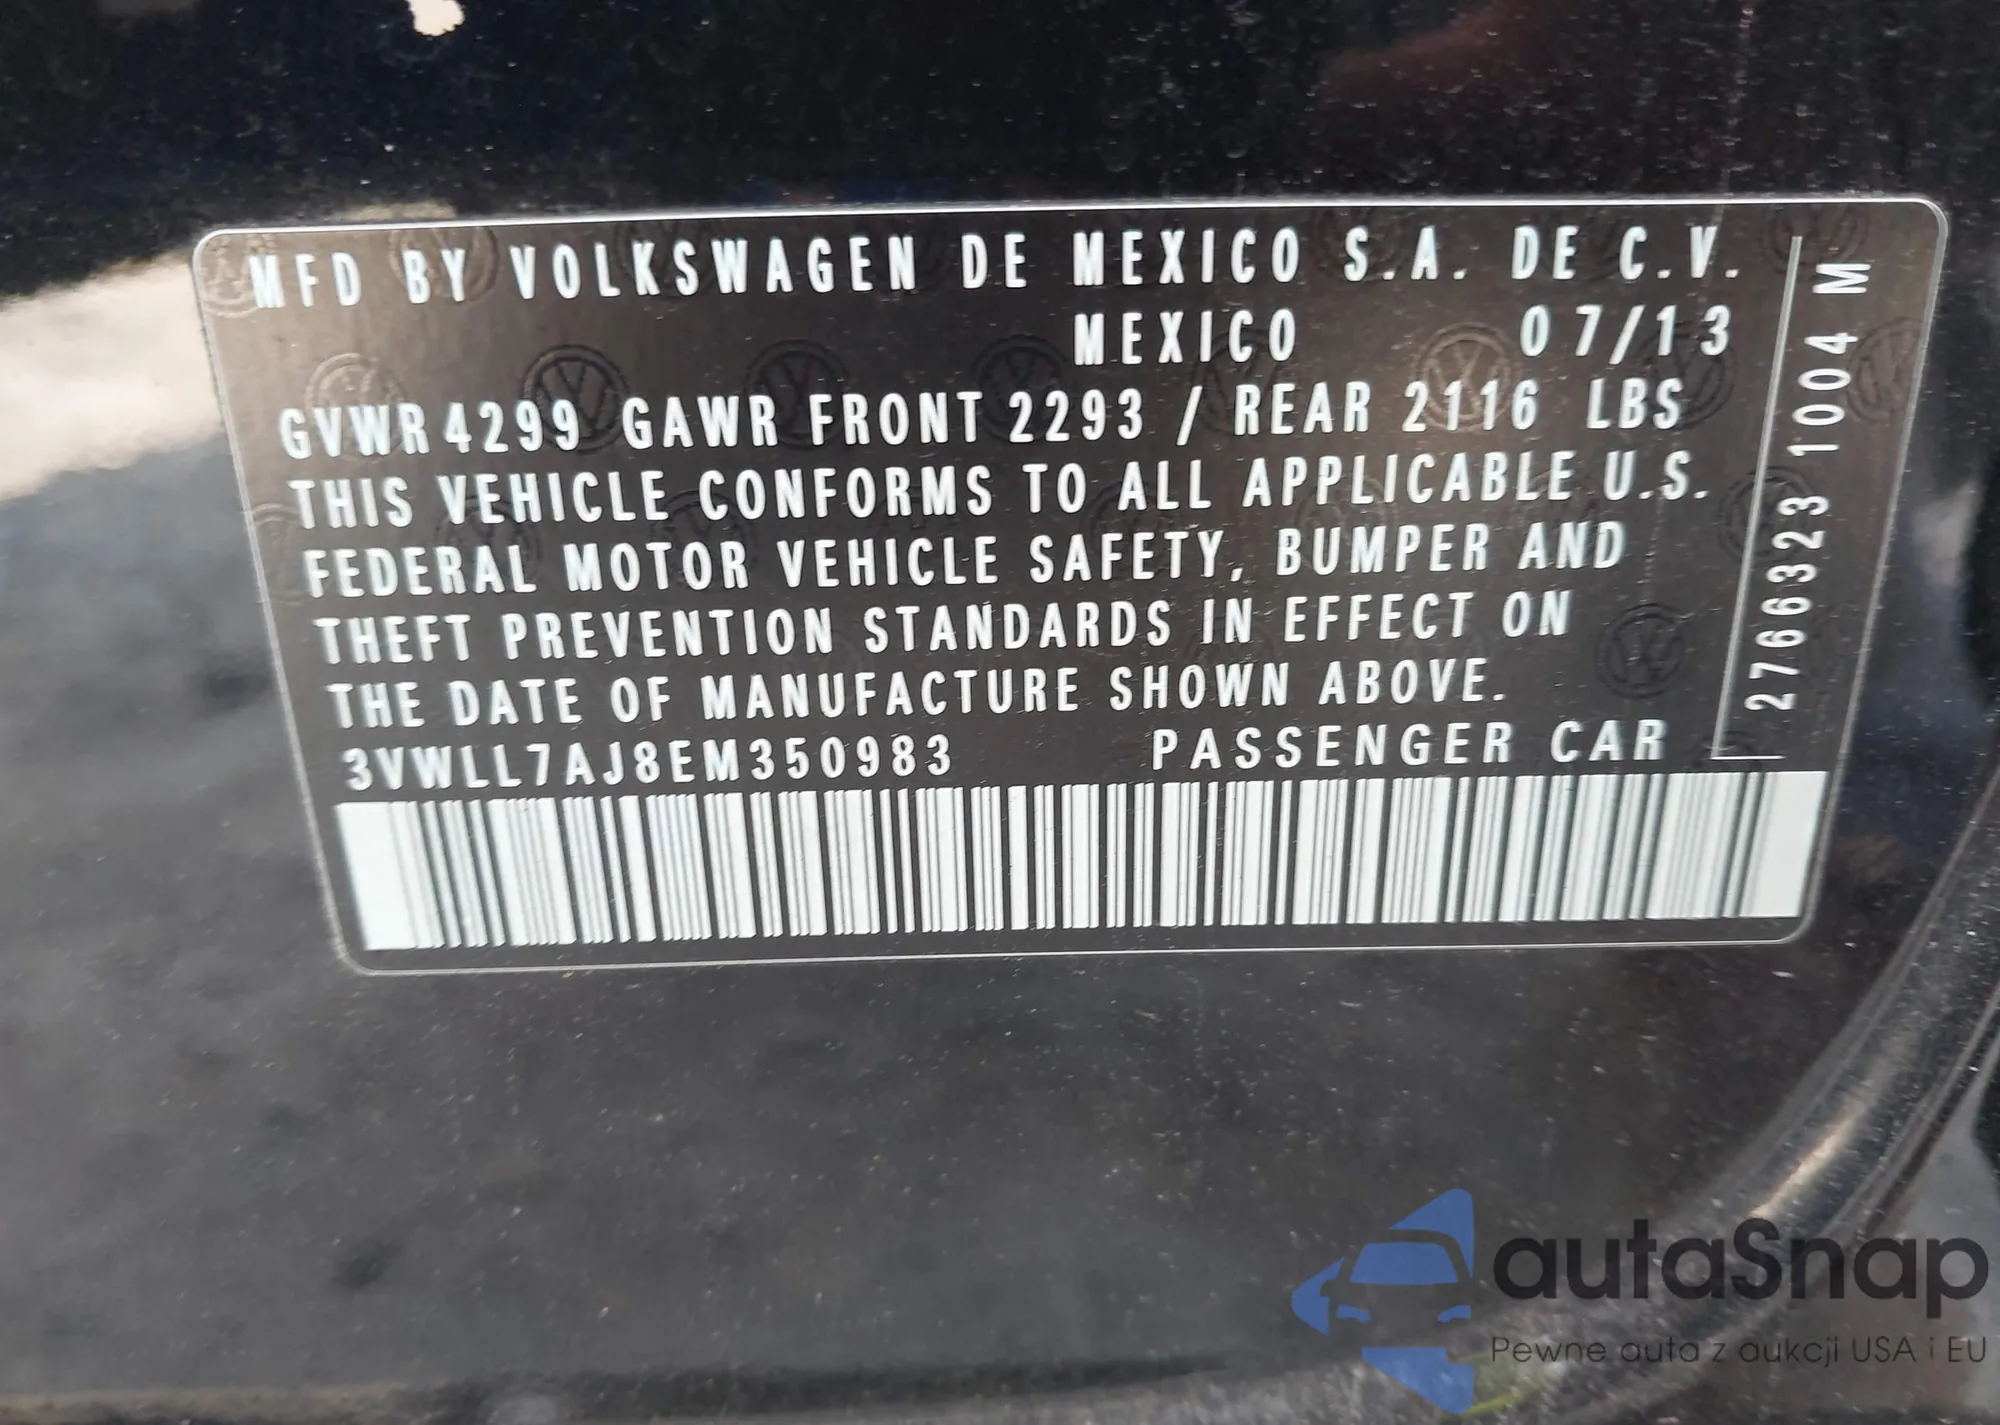 MFD BY VOLKSWAGEN DE MEXICO S.A. DE C.V.
MEXICO 07/13
GVWR 4299 GAWR FRONT 2293 / REAR 2116 LBS
THIS VEHICLE CONFORMS TO ALL APPLICABLE U.S.
FEDERAL MOTOR VEHICLE SAFETY, BUMPER AND
THEFT PREVENTION STANDARDS IN EFFECT ON
THE DATE OF MANUFACTURE SHOWN ABOVE.
3VWLL7AJ8EM350983 PASSENGER CAR
2766323 1004 M
autaSnap
Pewne auta z aukcji USA i EU